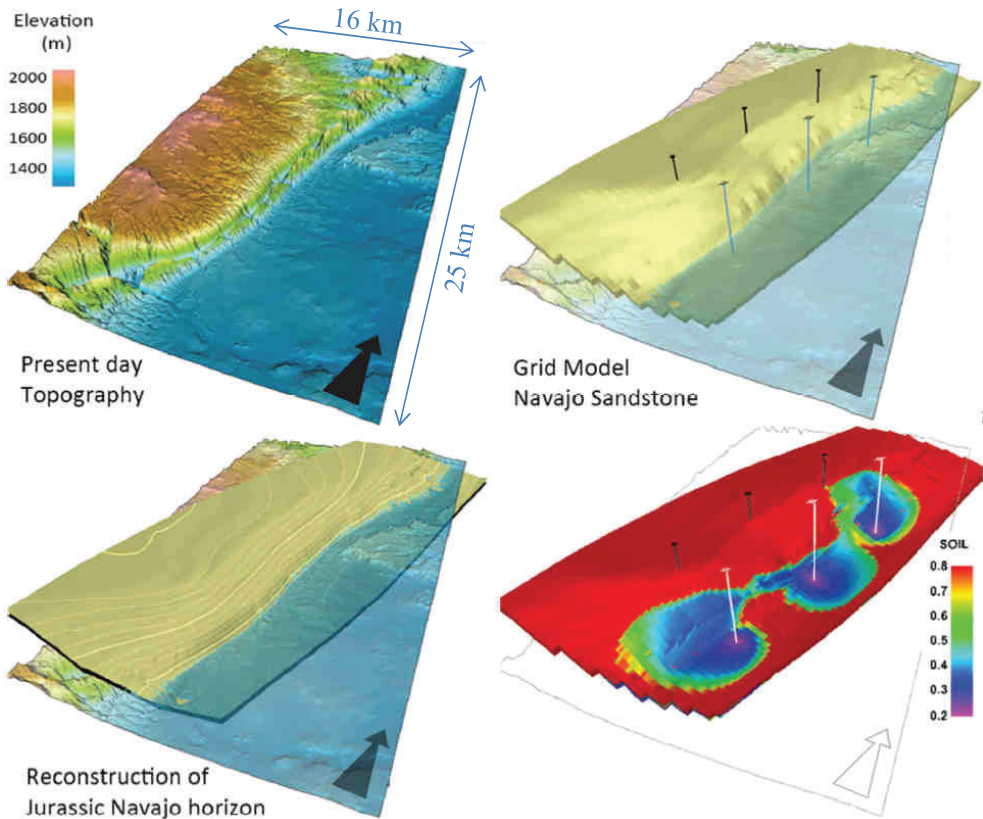 Elevation
(m)
2000
1800
1600
1400
16 km
25 km
Present day
Topography
Grid Model
Navajo Sandstone
Reconstruction of
Jurassic Navajo horizon
SOIL
0.8
0.7
0.6
0.5
0.4
0.3
0.2